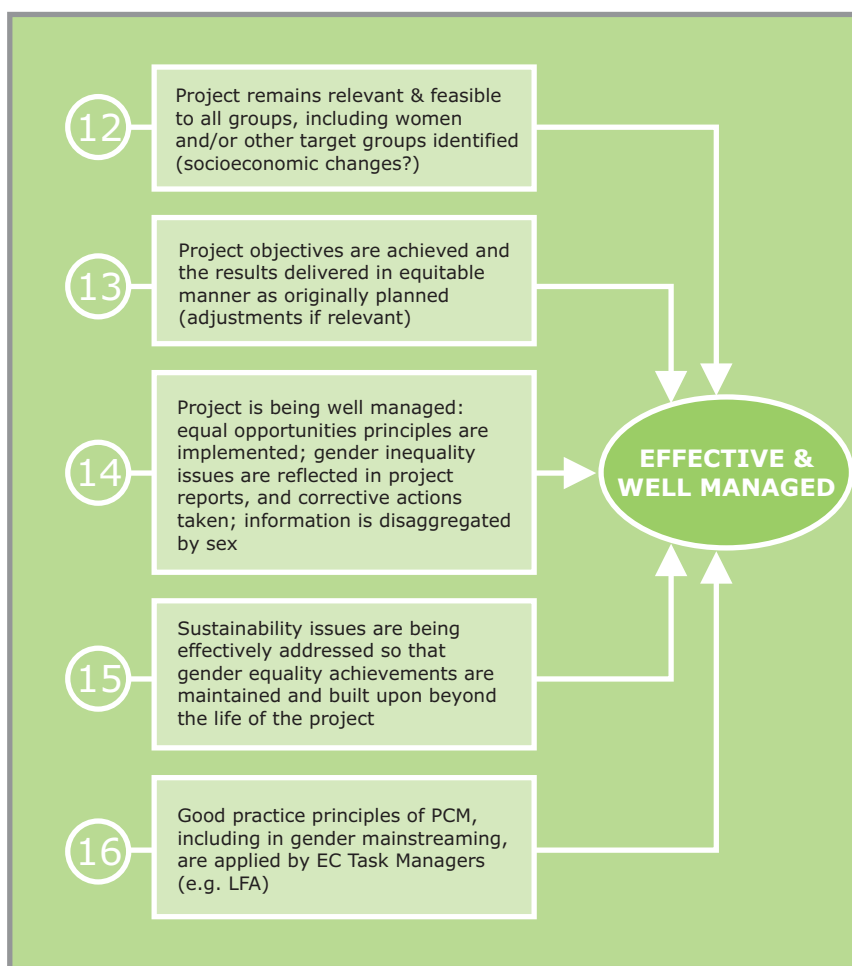 12
Project remains relevant & feasible
to all groups, including women
and/or other target groups identified
(socioeconomic changes?)
13
Project objectives are achieved and
the results delivered in equitable
manner as originally planned
(adjustments if relevant)
14
Project is being well managed:
equal opportunities principles are
implemented; gender inequality
issues are reflected in project
reports, and corrective actions
taken; information is disaggregated
by sex
EFFECTIVE &
WELL MANAGED
15
Sustainability issues are being
effectively addressed so that
gender equality achievements are
maintained and built upon beyond
the life of the project
16
Good practice principles of PCM,
including in gender mainstreaming,
are applied by EC Task Managers
(e.g. LFA)